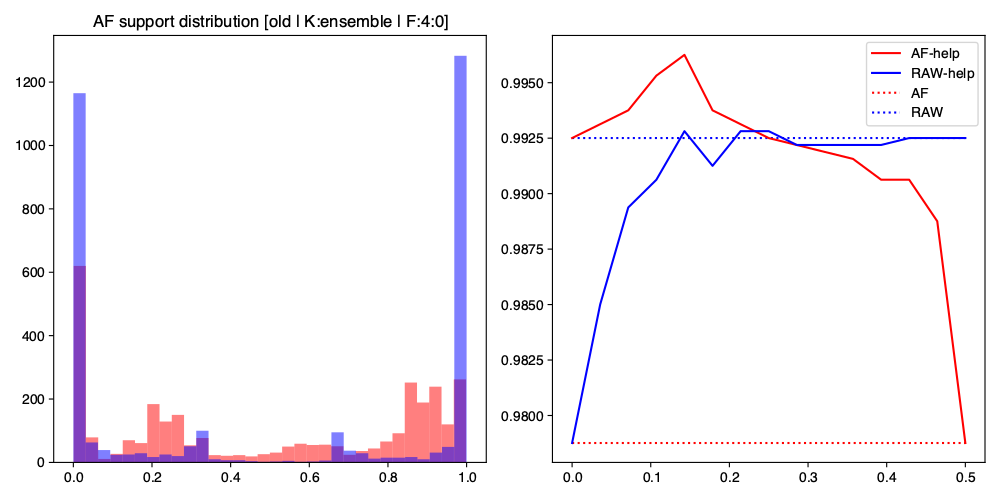 AF support distribution [old | K:ensemble | F:4:0]
1200
1000
800
600
400
200
0
0.0 0.2 0.4 0.6 0.8 1.0
AF-help
RAW-help
AF
RAW
0.9950
0.9925
0.9900
0.9875
0.9850
0.9825
0.9800
0.0 0.1 0.2 0.3 0.4 0.5